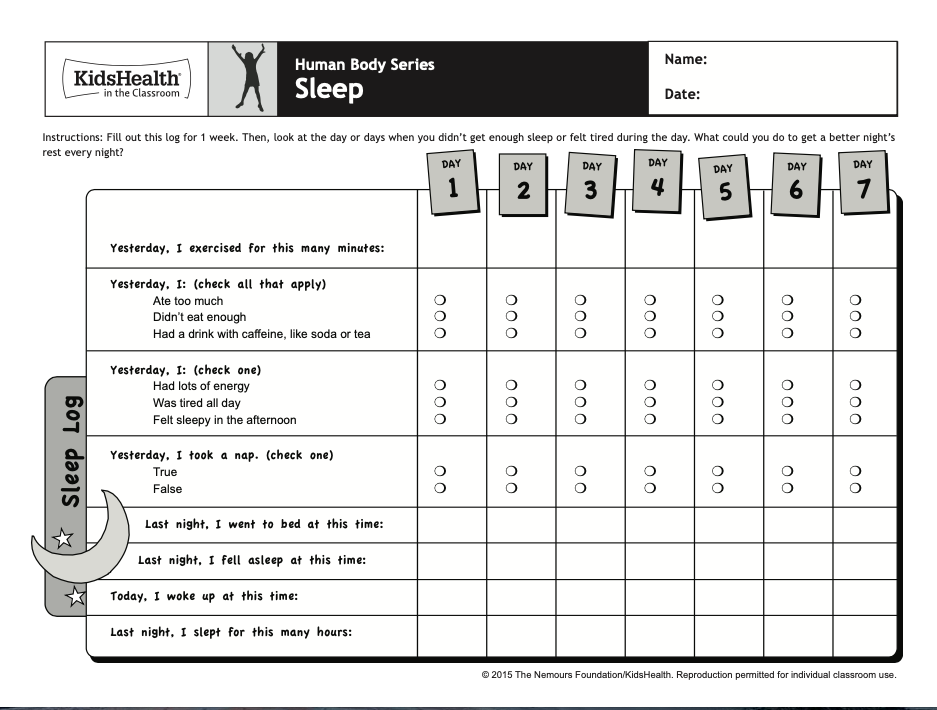 KidsHealth®
in the Classroom
Human Body Series
Sleep
Name:
Date:
Instructions: Fill out this log for 1 week. Then, look at the day or days when you didn't get enough sleep or felt tired during the day. What could you do to get a better night's
rest every night?
DAY 1
DAY 2
DAY 3
DAY 4
DAY 5
DAY 6
DAY 7
Sleep Log
Yesterday, I exercised for this many minutes:
Yesterday, I: (check all that apply)
Ate too much
Didn't eat enough
Had a drink with caffeine, like soda or tea
Yesterday, I: (check one)
Had lots of energy
Was tired all day
Felt sleepy in the afternoon
Yesterday, I took a nap. (check one)
True
False
Last night, I went to bed at this time:
Last night, I fell asleep at this time:
Today, I woke up at this time:
Last night, I slept for this many hours:
© 2015 The Nemours Foundation/KidsHealth. Reproduction permitted for individual classroom use.